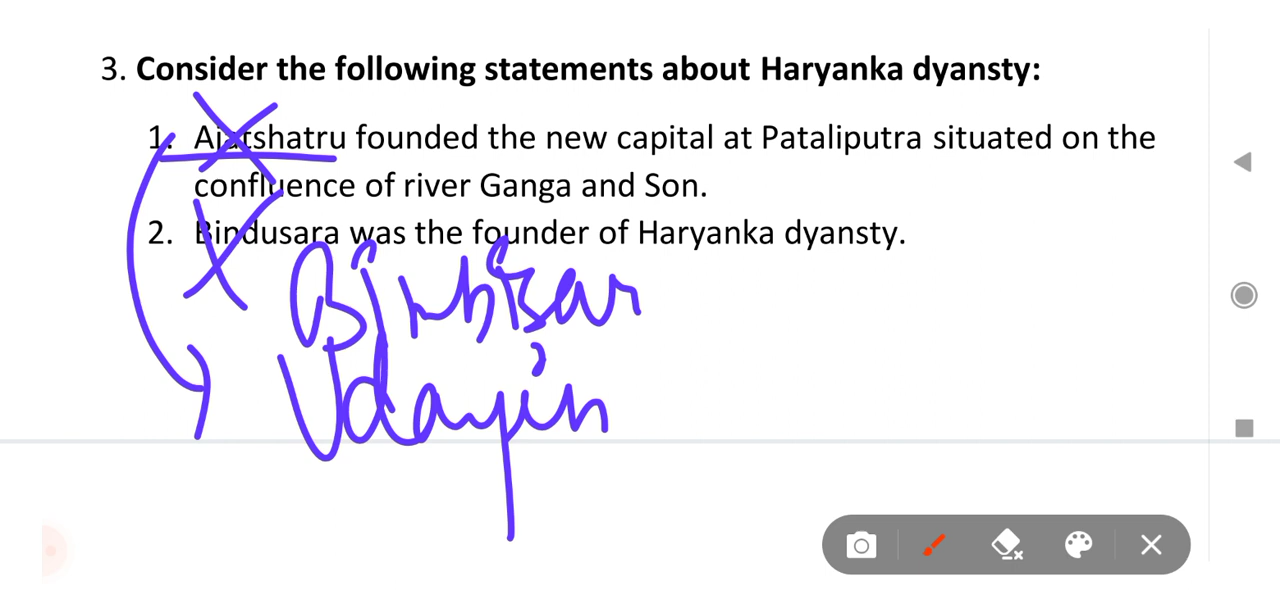 3. Consider the following statements about Haryanka dyansty:
1. Ajatshatru founded the new capital at Pataliputra situated on the
confluence of river Ganga and Son.
2. Bindusara was the founder of Haryanka dyansty.
Bimbisar
Udayin